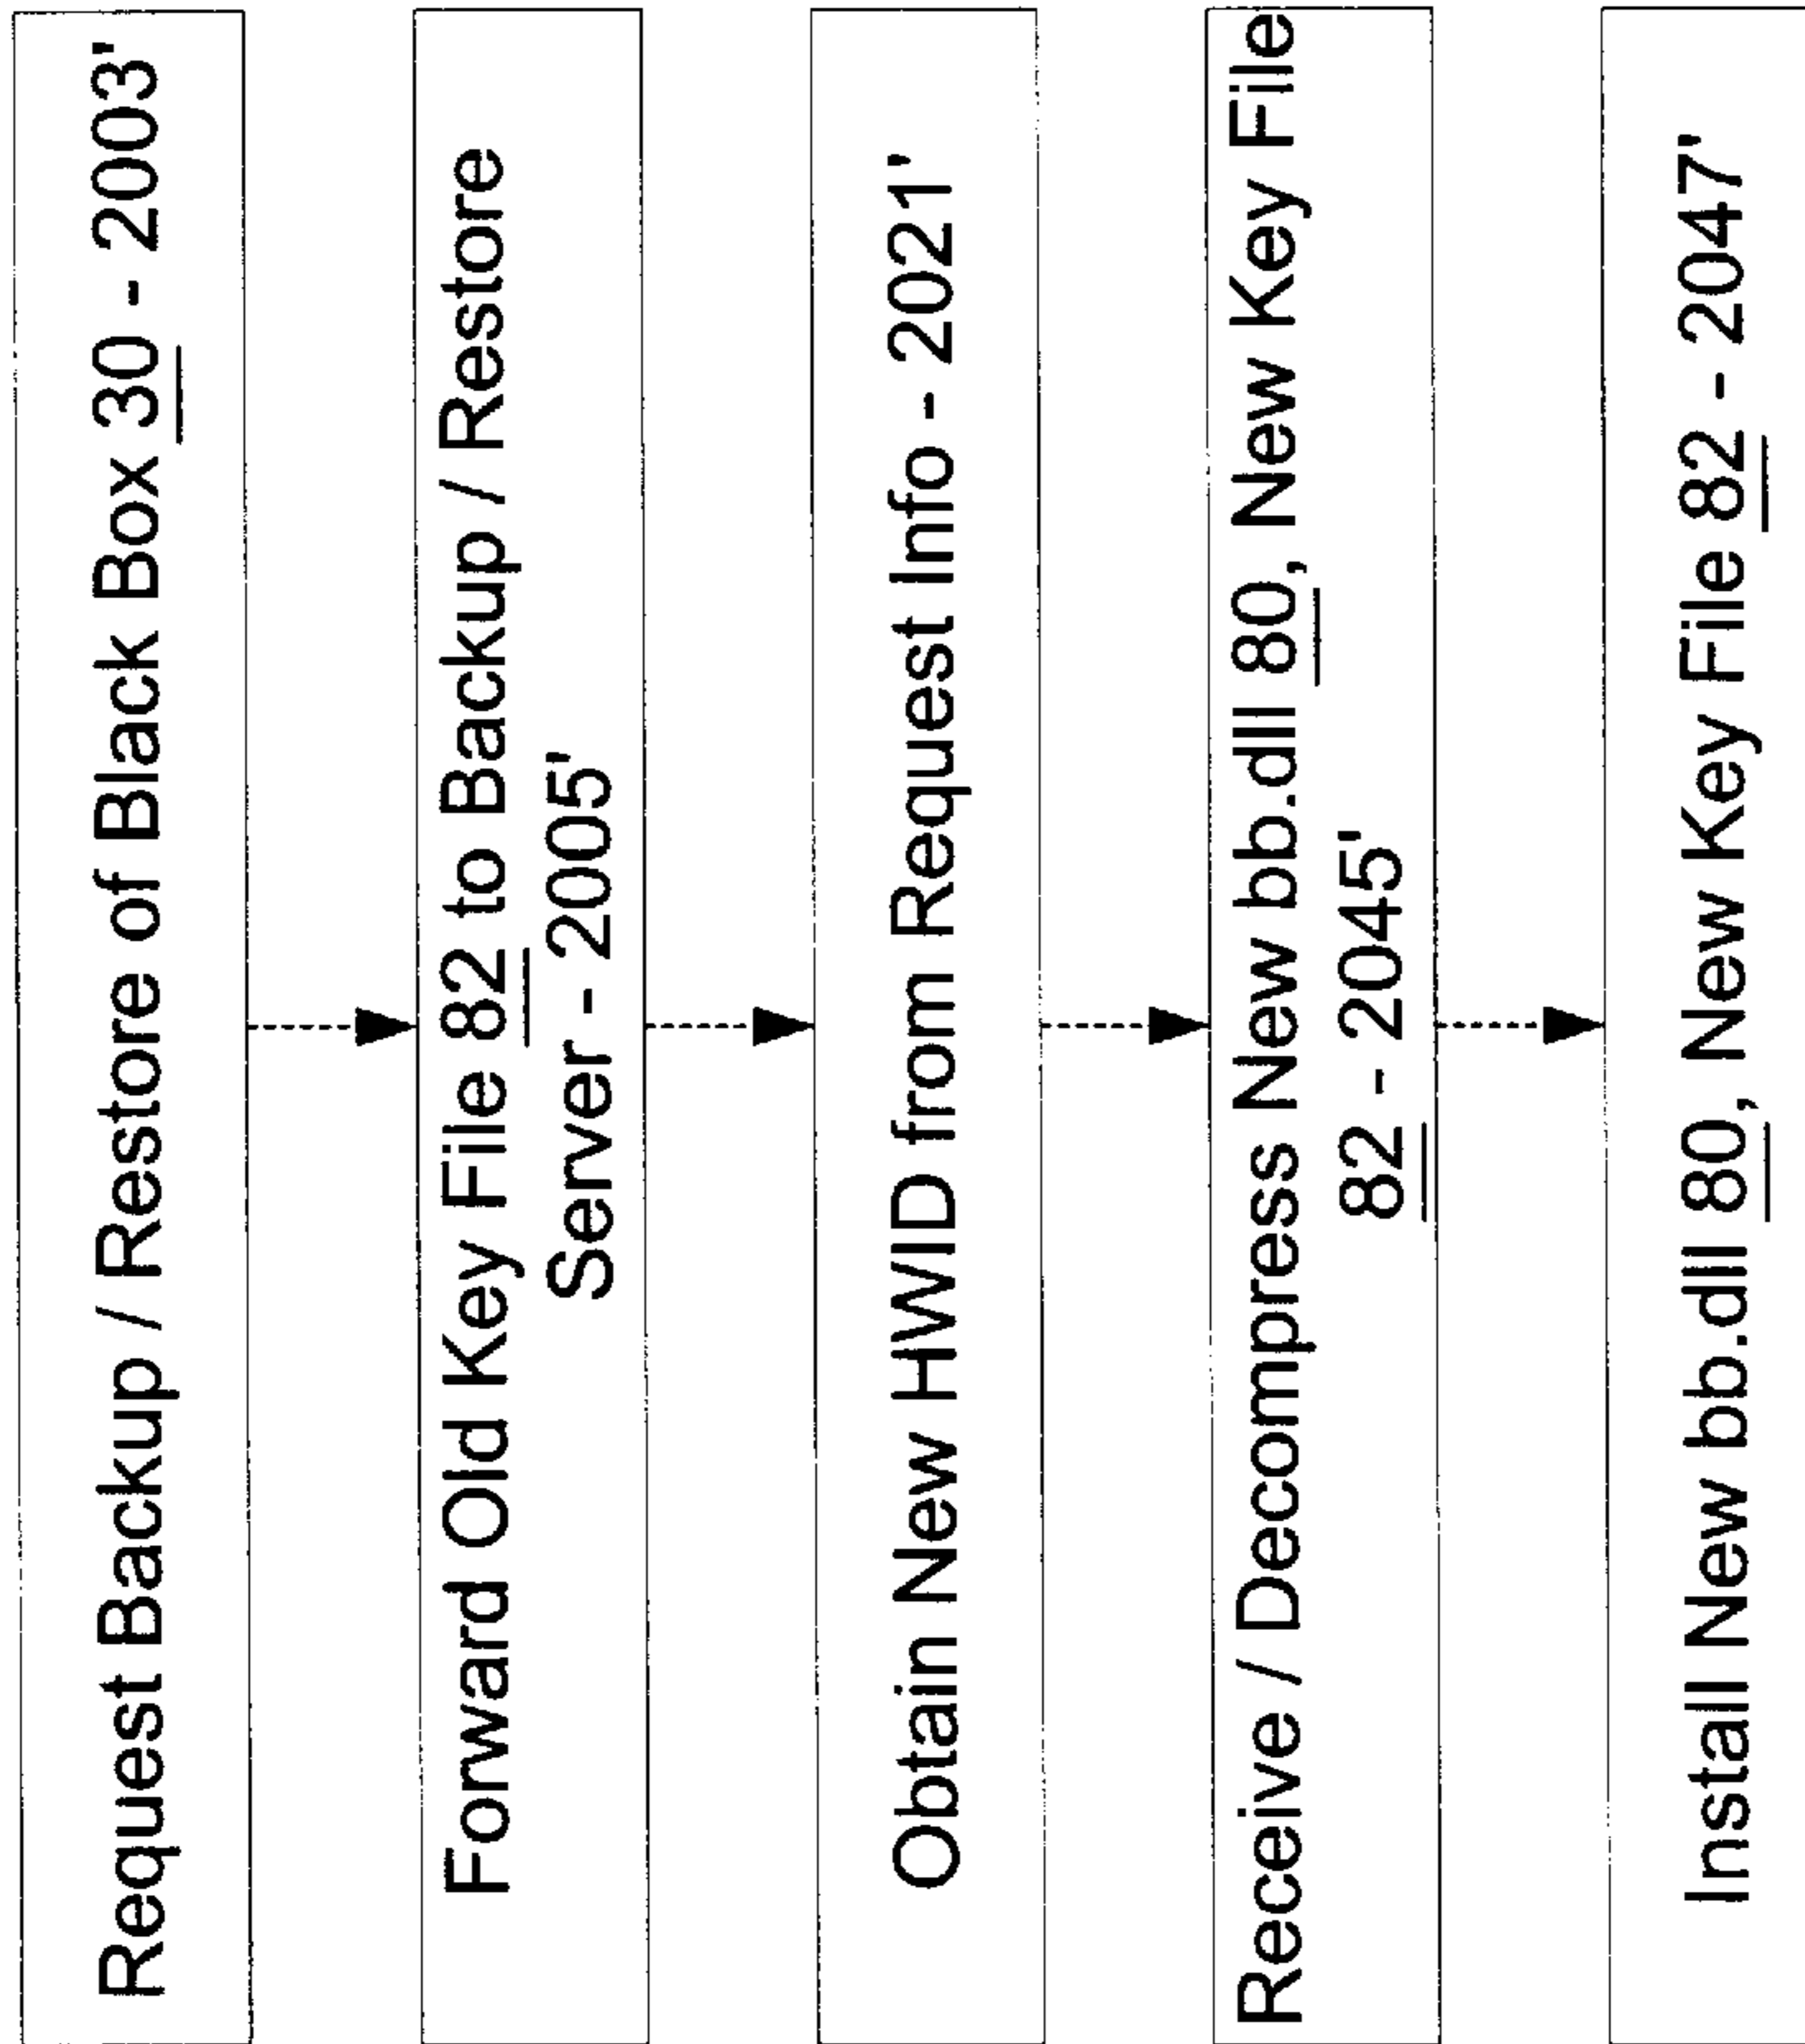 Request Backup / Restore of Black Box 30 - 2003'
Forward Old Key File 82 to Backup / Restore
Server - 2005'
Obtain New HWID from Request Info - 2021'
Receive / Decompress New bb.dll 80, New Key File
82 - 2045'
Install New bb.dll 80, New Key File 82 - 2047'